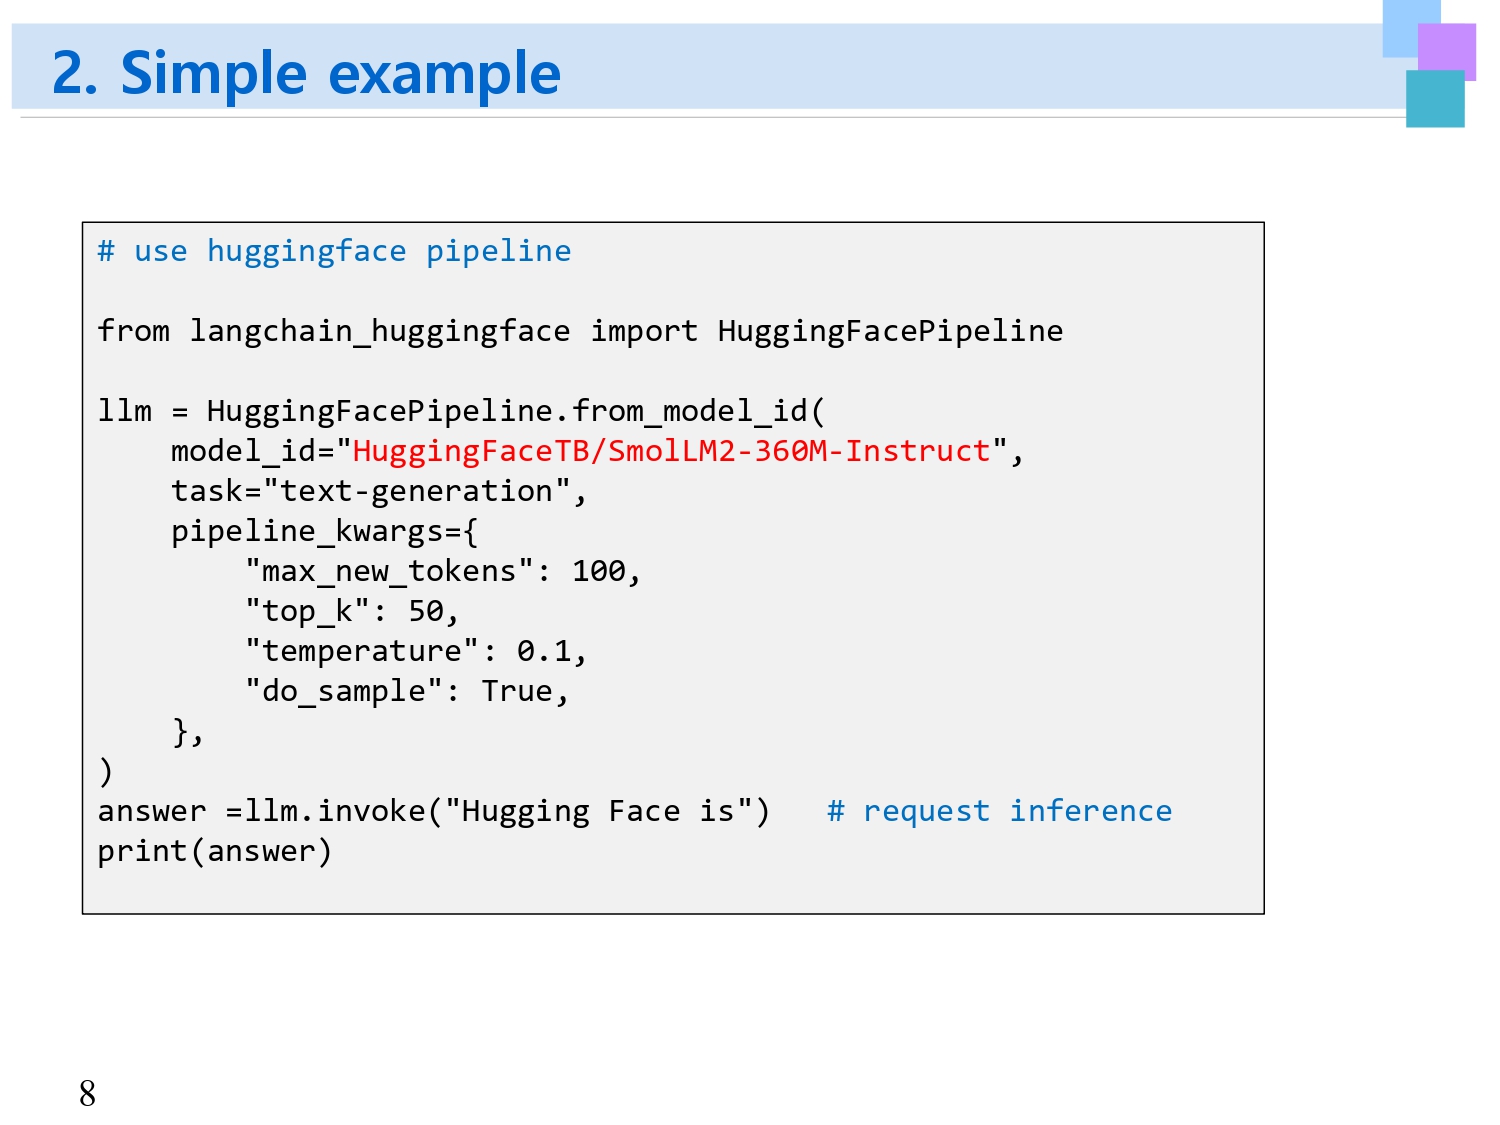 2. Simple example
# use huggingface pipeline
from langchain_huggingface import HuggingFacePipeline
llm = HuggingFacePipeline.from_model_id(
    model_id="HuggingFaceTB/SmolLM2-360M-Instruct",
    task="text-generation",
    pipeline_kwargs={
        "max_new_tokens": 100,
        "top_k": 50,
        "temperature": 0.1,
        "do_sample": True,
    },
)
answer =llm.invoke("Hugging Face is")   # request inference
print(answer)
8